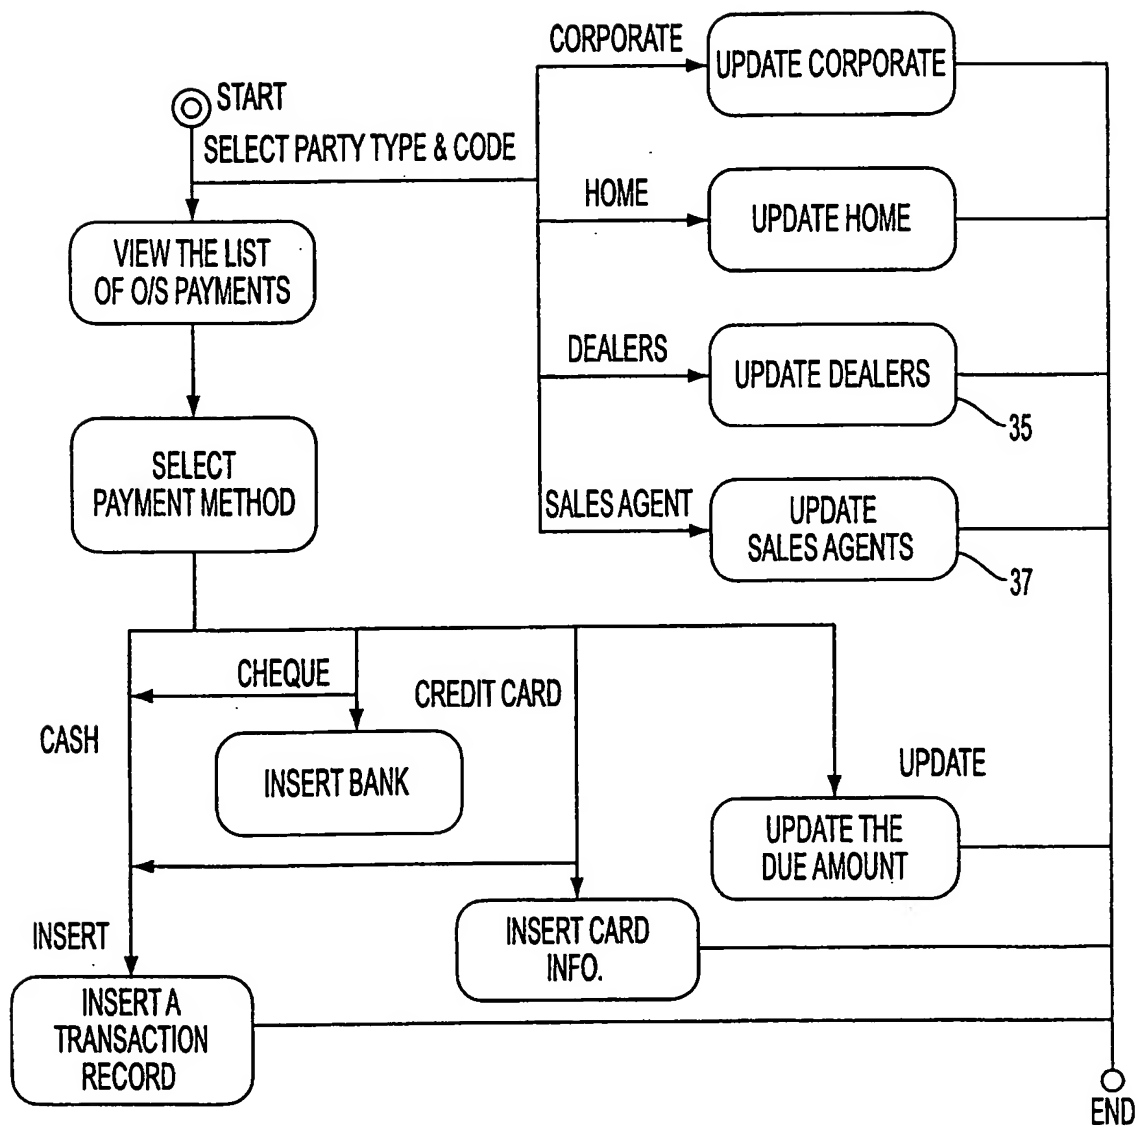 CORPORATE
UPDATE CORPORATE
START
SELECT PARTY TYPE & CODE
HOME
UPDATE HOME
VIEW THE LIST
OF O/S PAYMENTS
DEALERS
UPDATE DEALERS
35
SELECT
PAYMENT METHOD
SALES AGENT
UPDATE
SALES AGENTS
37
CHEQUE
CREDIT CARD
CASH
INSERT BANK
UPDATE
UPDATE THE
DUE AMOUNT
INSERT
INSERT CARD
INFO.
INSERT A
TRANSACTION
RECORD
END